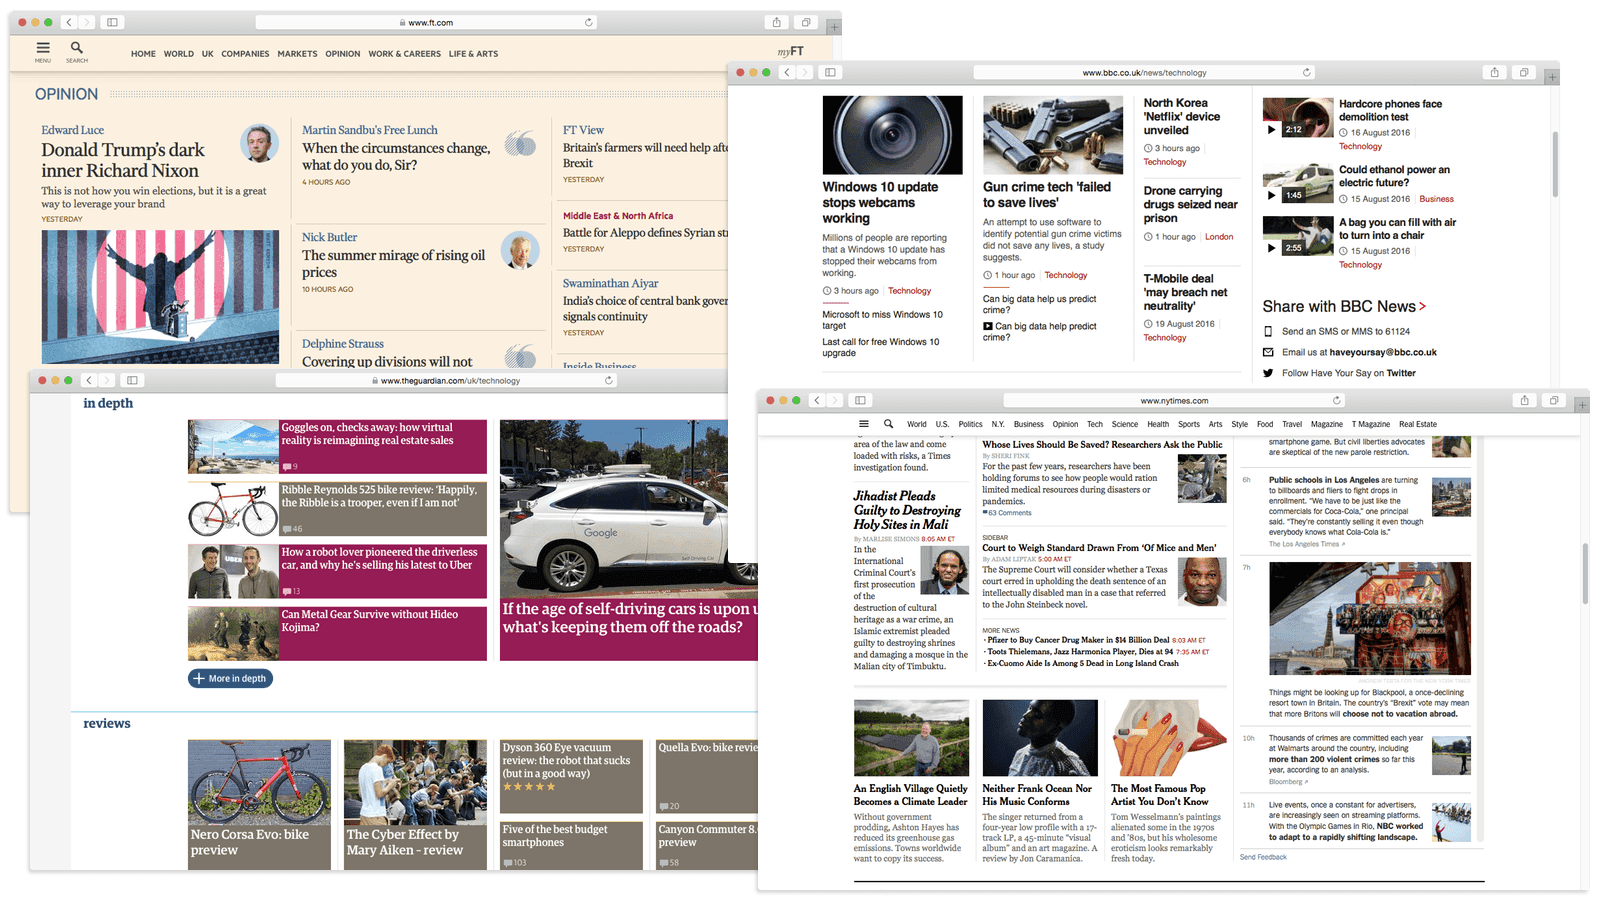 www.ft.com
MENU
SEARCH
HOME WORLD UK COMPANIES MARKETS OPINION WORK & CAREERS LIFE & ARTS
myFT
OPINION
Edward Luce
Donald Trump's dark
inner Richard Nixon
This is not how you win elections, but it is a great
way to leverage your brand
YESTERDAY
Martin Sandbu's Free Lunch
When the circumstances change,
what do you do, Sir?
4 HOURS AGO
Nick Butler
The summer mirage of rising oil
prices
10 HOURS AGO
Delphine Strauss
Covering up divisions will not
FT View
Britain's farmers will need help afte
Brexit
YESTERDAY
Middle East & North Africa
Battle for Aleppo defines Syrian st
YESTERDAY
Swaminathan Aiyar
India's choice of central bank gover
signals continuity
YESTERDAY
Inside Business
www.bbc.co.uk/news/technology
Windows 10 update
stops webcams
working
Millions of people are reporting
that a Windows 10 update has
stopped their webcams from
working.
3 hours ago Technology
Microsoft to miss Windows 10
target
Last call for free Windows 10
upgrade
Gun crime tech 'failed
to save lives'
An attempt to use software to
identify potential gun crime victims
did not save any lives, a study
suggests.
1 hour ago Technology
Can big data help us predict
crime?
Can big data help us predict
crime?
North Korea
'Netflix' device
unveiled
3 hours ago
Technology
Drone carrying
drugs seized near
prison
1 hour ago London
T-Mobile deal
'may breach net
neutrality'
19 August 2016
Technology
2:12
Hardcore phones face
demolition test
16 August 2016
Technology
1:45
Could ethanol power an
electric future?
15 August 2016 Business
2:55
A bag you can fill with air
to turn into a chair
15 August 2016
Technology
Share with BBC News >
Send an SMS or MMS to 61124
Email us at haveyoursay@bbc.co.uk
Follow Have Your Say on Twitter
www.theguardian.com/uk/technology
in depth
Goggles on, checks away: how virtual
reality is reimagining real estate sales
9
Ribble Reynolds 525 bike review: 'Happily,
the Ribble is a trooper, even if I am not'
46
UBER
How a robot lover pioneered the driverless
car, and why he's selling his latest to Uber
13
Can Metal Gear Survive without Hideo
Kojima?
Google
Self Driving Car
If the age of self-driving cars is upon u
what's keeping them off the roads?
More in depth
reviews
Nero Corsa Evo: bike
preview
The Cyber Effect by
Mary Aiken - review
Dyson 360 Eye vacuum
review: the robot that sucks
(but in a good way)
Five of the best budget
smartphones
103
Quella Evo: bike revie
20
Canyon Commuter 8.
preview
58
www.nytimes.com
World U.S. Politics N.Y. Business Opinion Tech Science Health Sports Arts Style Food Travel Magazine T Magazine Real Estate
area of the law and come
loaded with risks, a Times
investigation found.
Jihadist Pleads
Guilty to Destroying
Holy Sites in Mali
By MARLISE SIMONS 8:05 AM ET
In the
International
Criminal Court's
first prosecution
of the
destruction of cultural
heritage as a war crime, an
Islamic extremist pleaded
guilty to destroying shrines
and damaging a mosque in the
Malian city of Timbuktu.
Whose Lives Should Be Saved? Researchers Ask the Public
By SHERI FINK
For the past few years, researchers have been
holding forums to see how people would ration
limited medical resources during disasters or
pandemics.
63 Comments
SIDEBAR
Court to Weigh Standard Drawn From 'Of Mice and Men'
By ADAM LIPTAK 5:00 AM ET
The Supreme Court will consider whether a Texas
court erred in upholding the death sentence of an
intellectually disabled man in a case that referred
to the John Steinbeck novel.
MORE NEWS
· Pfizer to Buy Cancer Drug Maker in $14 Billion Deal 8:03 AM ET
· Toots Thielemans, Jazz Harmonica Player, Dies at 94 7:35 AM ET
· Ex-Cuomo Aide Is Among 5 Dead in Long Island Crash
An English Village Quietly
Becomes a Climate Leader
Without government
prodding, Ashton Hayes has
reduced its greenhouse gas
emissions. Towns worldwide
want to copy its success.
Neither Frank Ocean Nor
His Music Conforms
The singer returned from a
four-year low profile with a 17-
track LP, a 45-minute "visual
album" and an art magazine. A
review by Jon Caramanica.
The Most Famous Pop
Artist You Don't Know
Tom Wesselmann's paintings
alienated some in the 1970s
and '80s, but his wholesome
eroticism looks remarkably
fresh today.
smartphone game. But civil liberties advocates
are skeptical of the new parole restriction.
6h
Public schools in Los Angeles are turning
to billboards and fliers to fight drops in
enrollment. "We have to be just like the
commercials for Coca-Cola," one principal
said. "They're constantly selling it even though
everybody knows what Coca-Cola is."
The Los Angeles Times
7h
Things might be looking up for Blackpool, a once-declining
resort town in Britain. The country's "Brexit" vote may mean
that more Britons will choose not to vacation abroad.
10h
Thousands of crimes are committed each year
at Walmarts around the country, including
more than 200 violent crimes so far this
year, according to an analysis.
Bloomberg
11h
Live events, once a constant for advertisers,
are increasingly seen on streaming platforms.
With the Olympic Games in Rio, NBC worked
to adapt to a rapidly shifting landscape.
Send Feedback